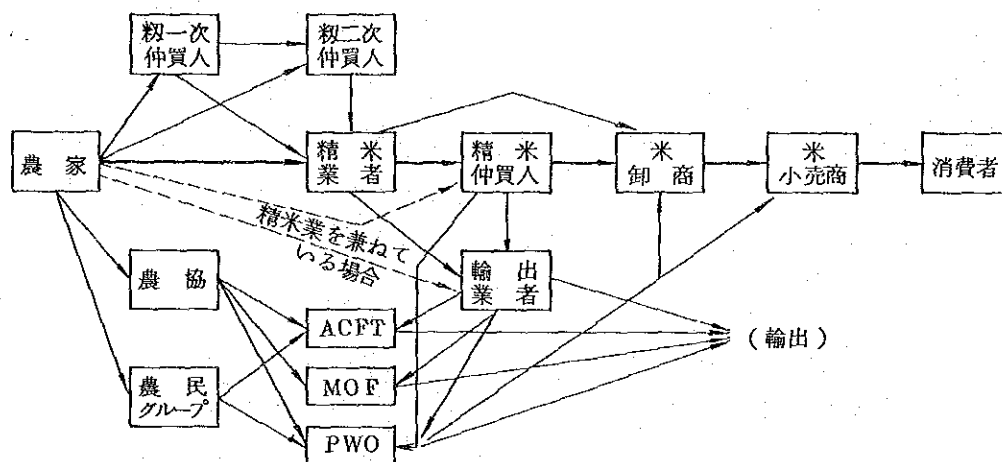 籾一次
仲買人
籾二次
仲買人
農家
精米
業者
精米
仲買人
米
卸商
米
小売商
消費者
精米業を兼ねて
いる場合
輸出
業者
農協
ACFT
(輸出)
農民
グループ
MOF
PWO